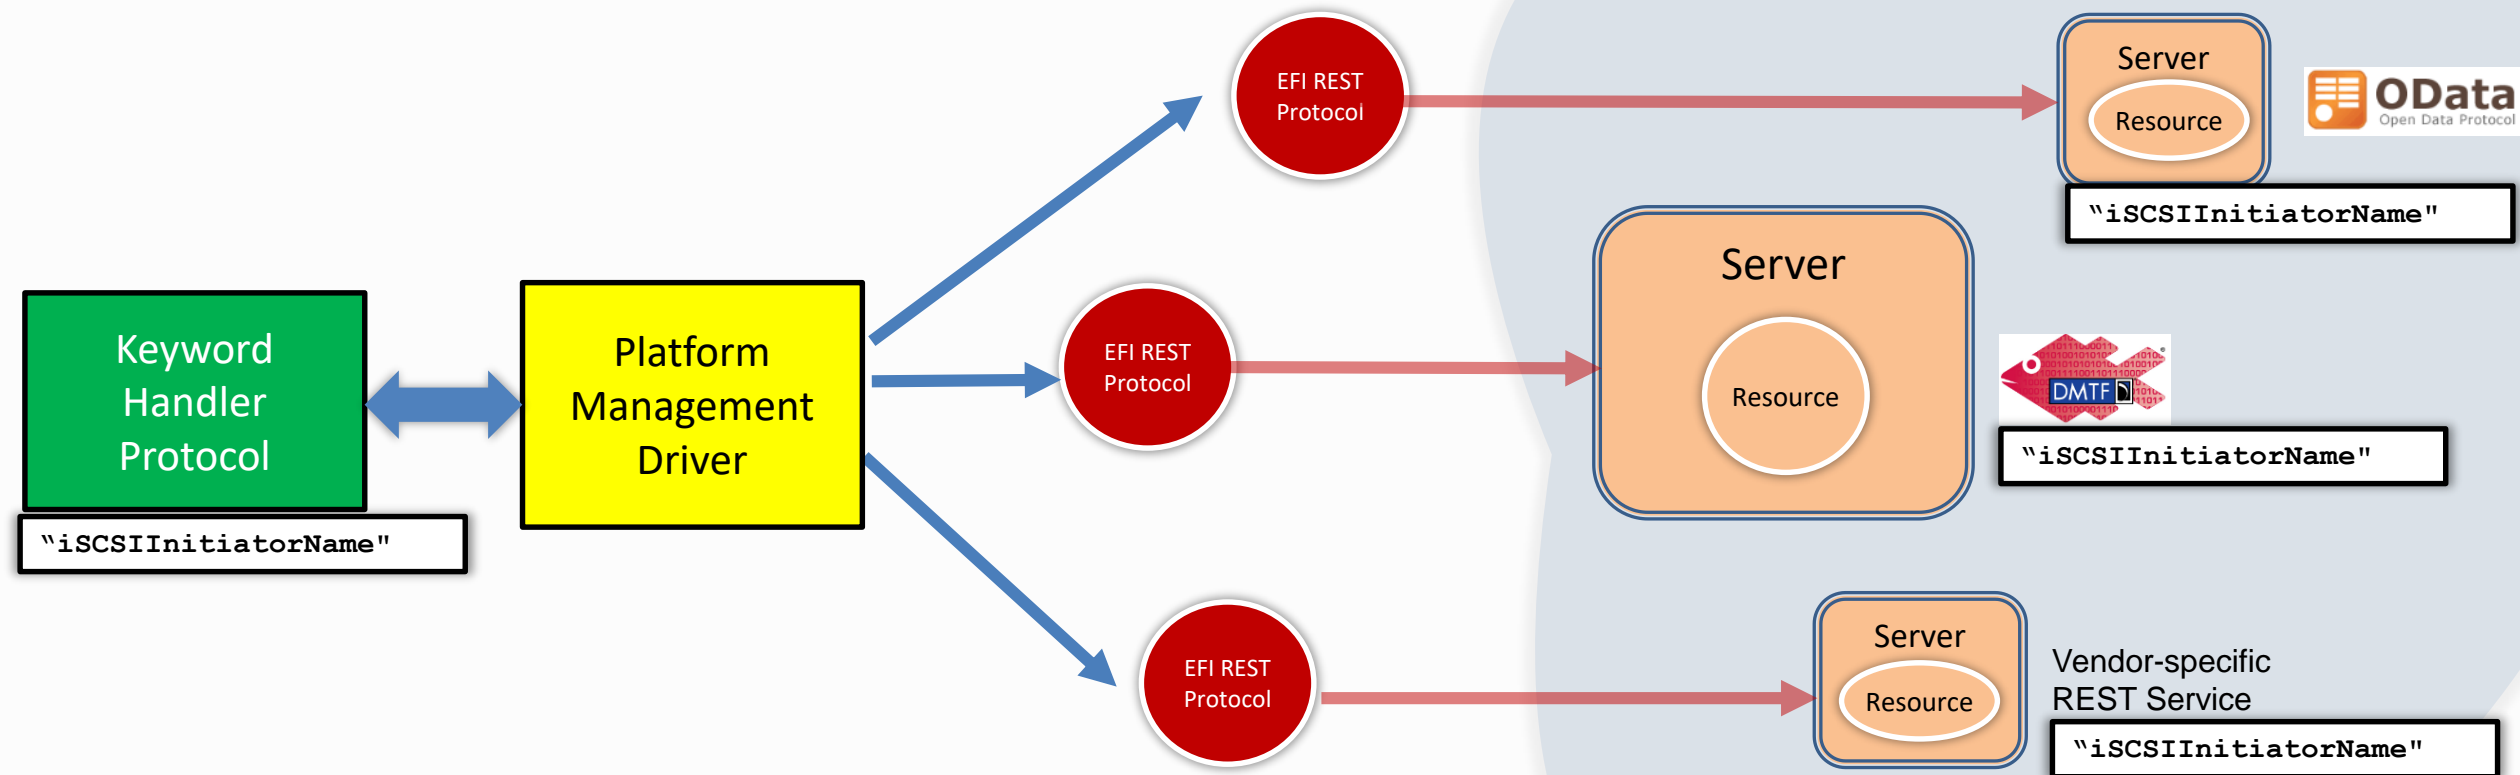 Keyword
Handler
Protocol
“iSCSIInitiatorName"
Platform
Management
Driver
EFI REST
Protocol
EFI REST
Protocol
EFI REST
Protocol
Server
Resource
OData
Open Data Protocol
“iSCSIInitiatorName"
Server
Resource
DMTF
“iSCSIInitiatorName"
Server
Resource
Vendor-specific
REST Service
“iSCSIInitiatorName"